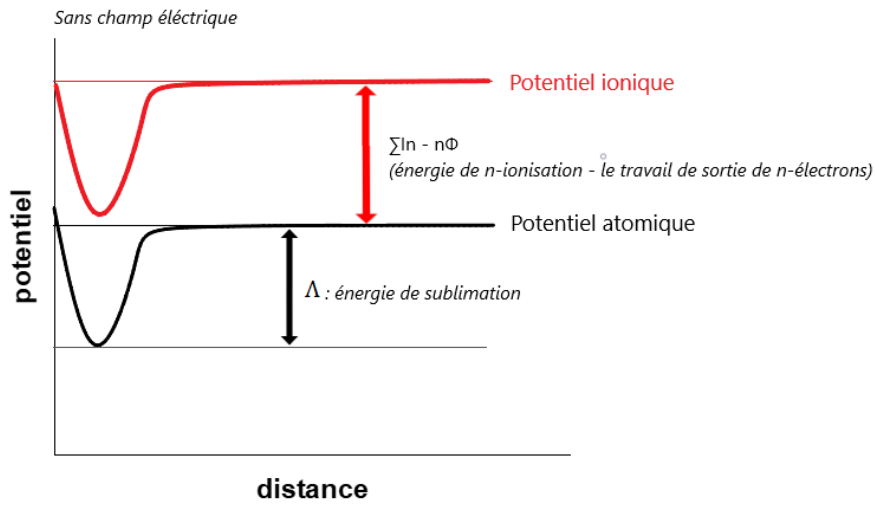 Sans champ éléctrique
Potentiel ionique
∑In - nΦ
(énergie de n-ionisation - le travail de sortie de n-électrons)
Potentiel atomique
Λ : énergie de sublimation
potentiel
distance